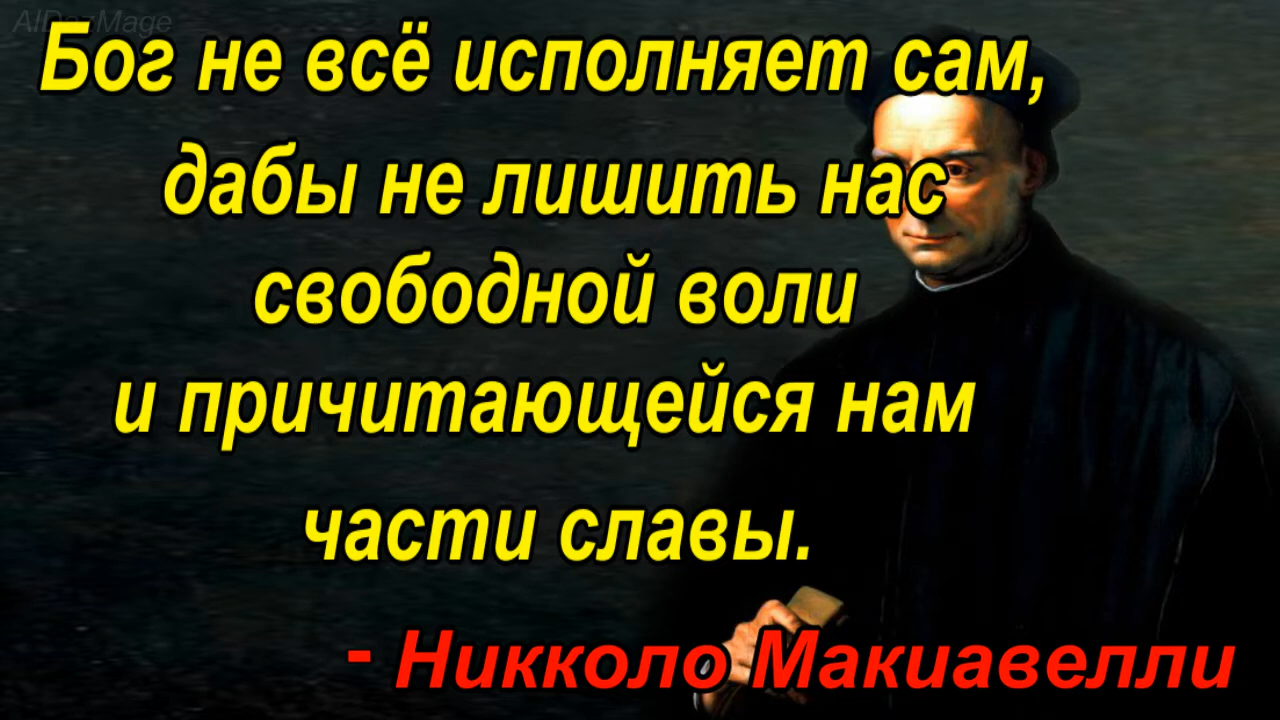 Бог не всё исполняет сам,
дабы не лишить нас
свободной воли
и причитающейся нам
части славы.
- Никколо Макиавелли